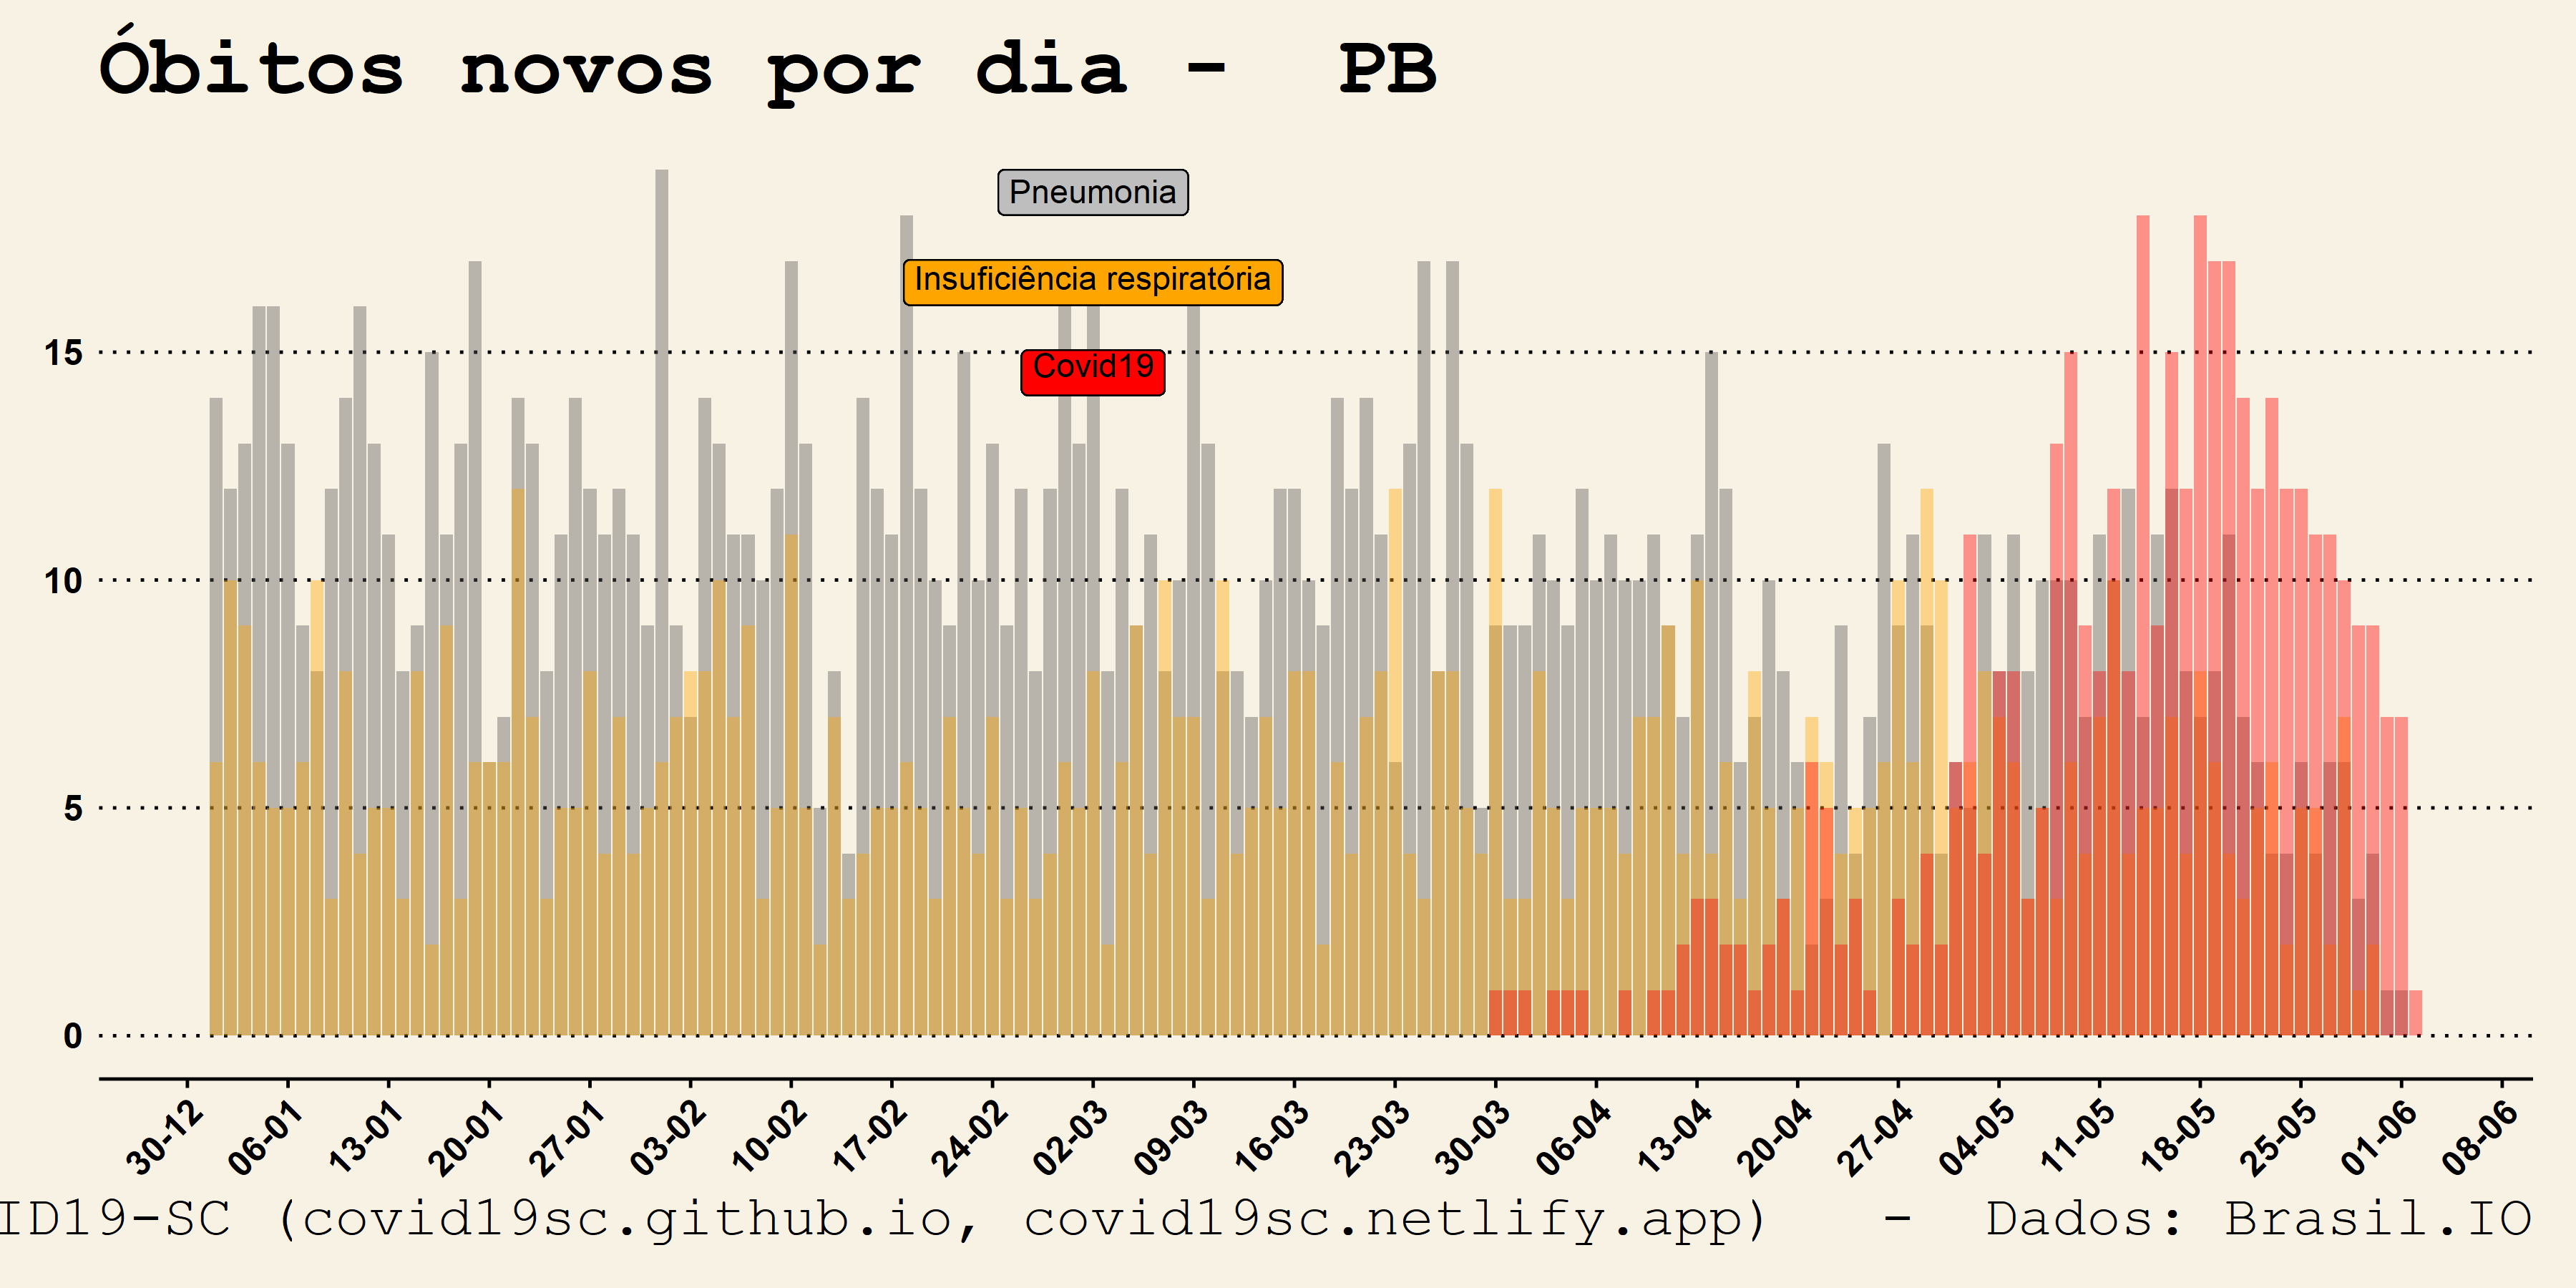 Óbitos novos por dia - PB
Pneumonia
Insuficiência respiratória
Covid19
15
10
5
0
30-12 06-01 13-01 20-01 27-01 03-02 10-02 17-02 24-02 02-03 09-03 16-03 23-03 30-03 06-04 13-04 20-04 27-04 04-05 11-05 18-05 25-05 01-06 08-06
ID19-SC (covid19sc.github.io, covid19sc.netlify.app) - Dados: Brasil.IO